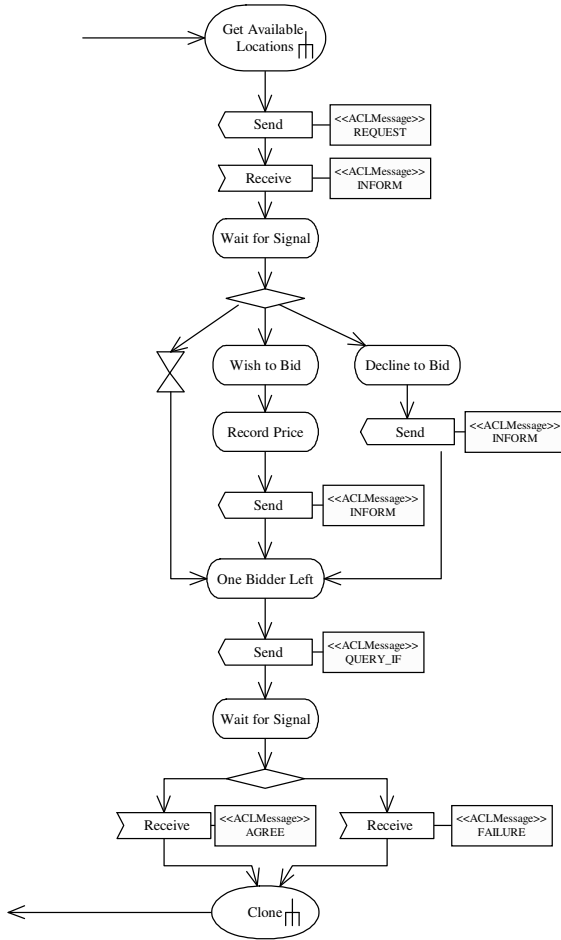 Get Available
Locations
Send
<<ACLMessage>>
REQUEST
Receive
<<ACLMessage>>
INFORM
Wait for Signal
Wish to Bid
Decline to Bid
Record Price
Send
<<ACLMessage>>
INFORM
Send
<<ACLMessage>>
INFORM
One Bidder Left
Send
<<ACLMessage>>
QUERY_IF
Wait for Signal
Receive
<<ACLMessage>>
AGREE
Receive
<<ACLMessage>>
FAILURE
Clone